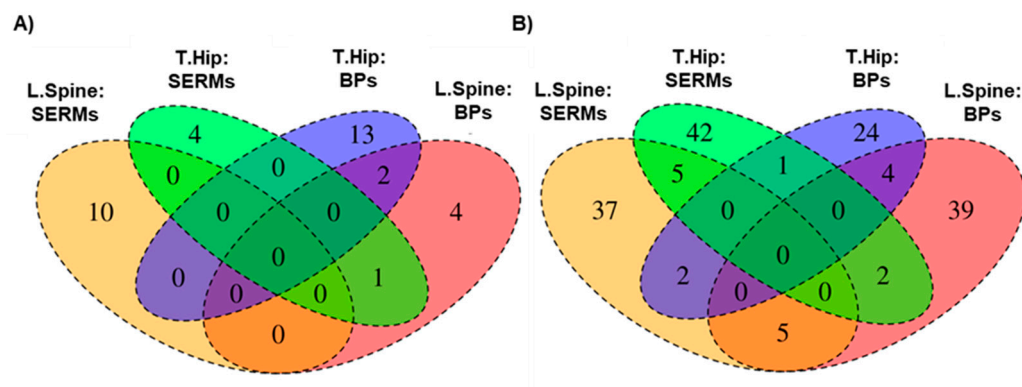 A)
B)
T.Hip:
SERMs
T.Hip:
BPs
L.Spine:
SERMs
L.Spine:
BPs
4
13
0
0
2
10
0
0
4
0
0
0
0
1
0
T.Hip:
SERMs
T.Hip:
BPs
L.Spine:
SERMs
L.Spine:
BPs
42
24
1
5
4
37
0
0
39
0
2
0
0
2
5